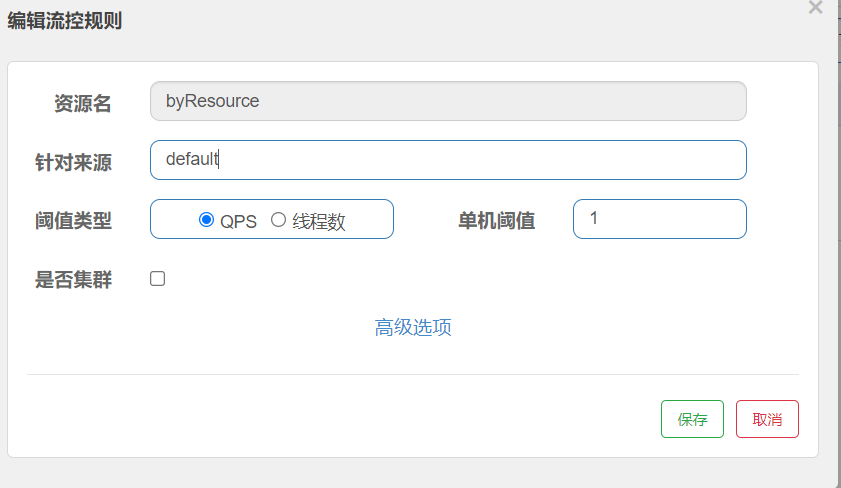 编辑流控规则
×
资源名 byResource
针对来源 default
阈值类型 QPS 线程数 单机阈值 1
是否集群
高级选项
保存 取消